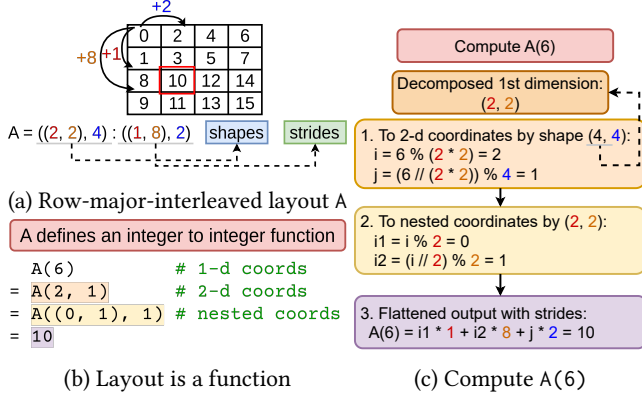 +2
0 2 4 6
+8 +1 1 3 5 7
8 10 12 14
9 11 13 15
A = ((2, 2), 4) : ((1, 8), 2) shapes strides
(a) Row-major-interleaved layout A
A defines an integer to integer function
A(6) # 1-d coords
= A(2, 1) # 2-d coords
= A((0, 1), 1) # nested coords
= 10
(b) Layout is a function
Compute A(6)
Decomposed 1st dimension:
(2, 2)
1. To 2-d coordinates by shape (4, 4):
i = 6 % (2 * 2) = 2
j = (6 // (2 * 2)) % 4 = 1
2. To nested coordinates by (2, 2):
i1 = i % 2 = 0
i2 = (i // 2) % 2 = 1
3. Flattened output with strides:
A(6) = i1 * 1 + i2 * 8 + j * 2 = 10
(c) Compute A(6)